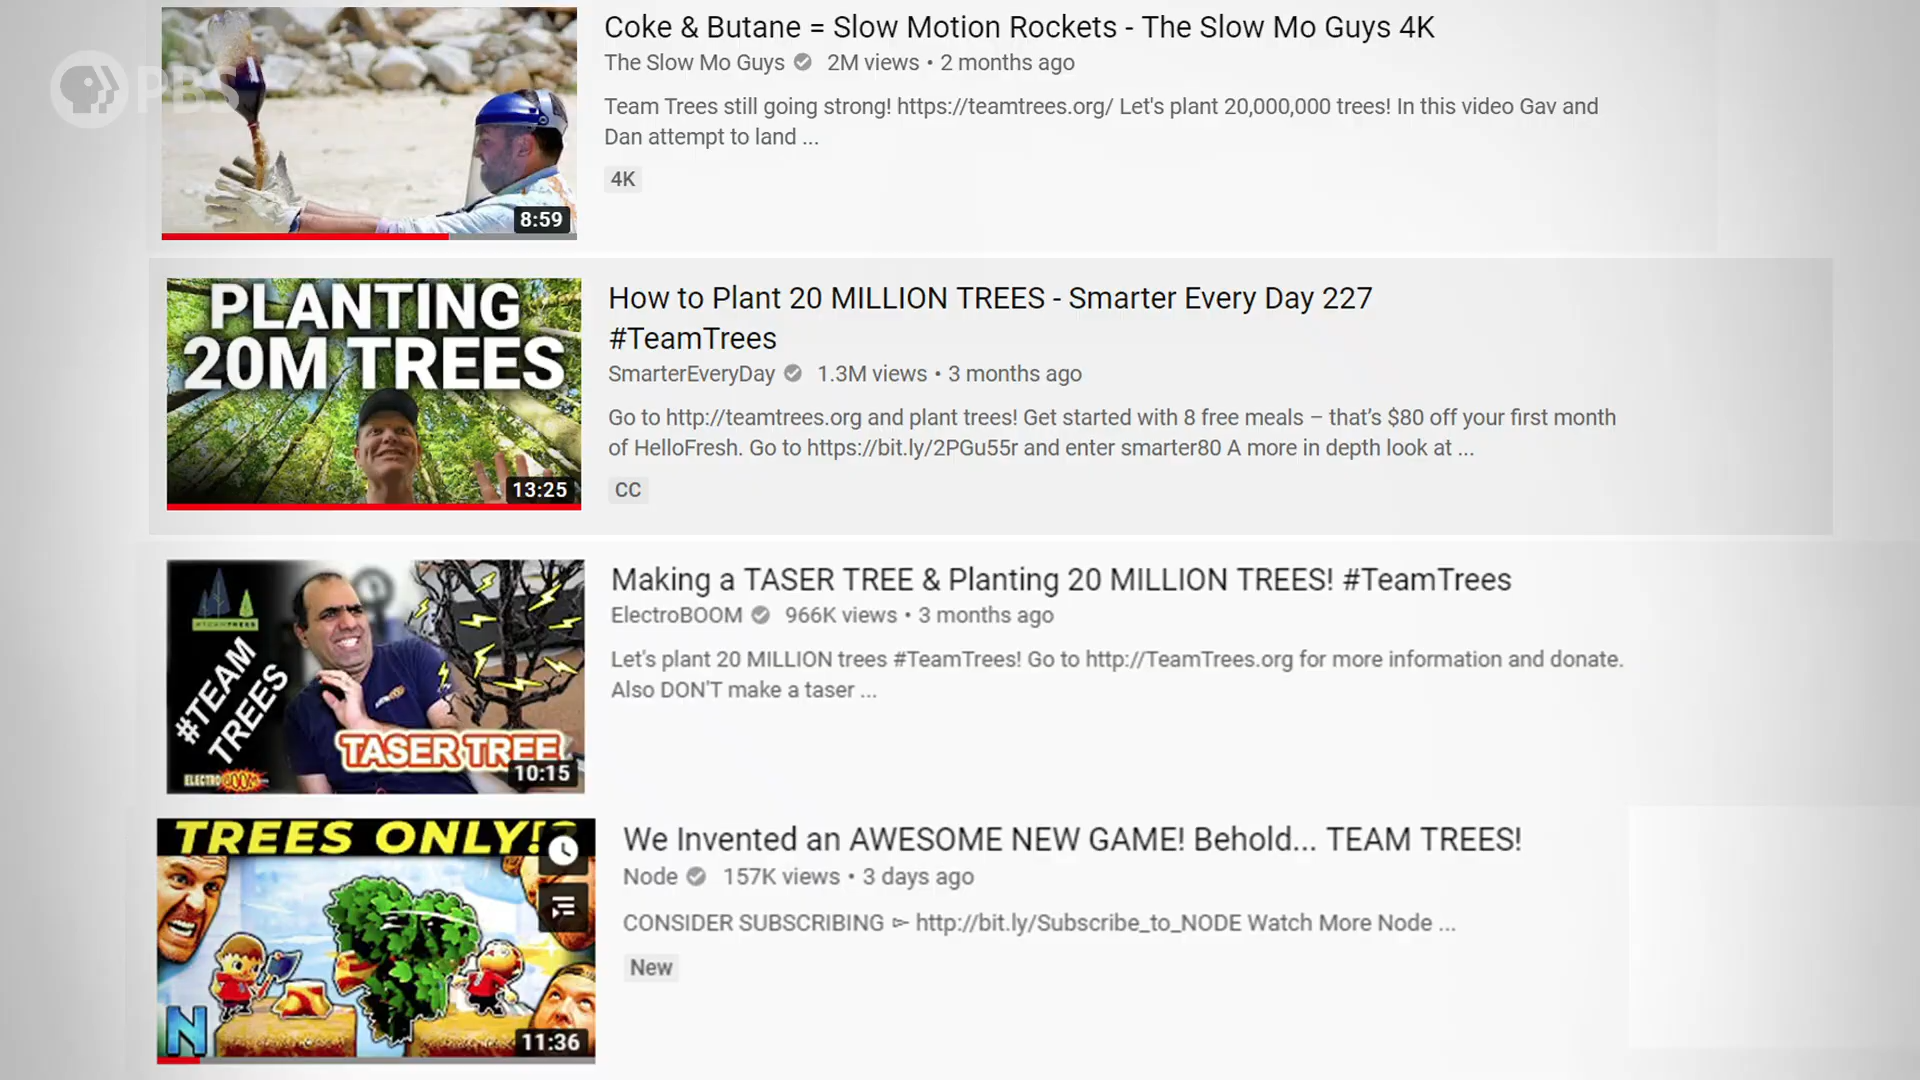 PBS
Coke & Butane = Slow Motion Rockets - The Slow Mo Guys 4K
The Slow Mo Guys 2M views • 2 months ago
Team Trees still going strong! https://teamtrees.org/ Let's plant 20,000,000 trees! In this video Gav and
Dan attempt to land ...
4K
8:59
PLANTING
20M TREES
13:25
How to Plant 20 MILLION TREES - Smarter Every Day 227
#TeamTrees
SmarterEveryDay 1.3M views • 3 months ago
Go to http://teamtrees.org and plant trees! Get started with 8 free meals – that’s $80 off your first month
of HelloFresh. Go to https://bit.ly/2PGu55r and enter smarter80 A more in depth look at ...
CC
#TEAMTREES
#TEAM
TREES
ELECTROBOOM
TASER TREE
10:15
Making a TASER TREE & Planting 20 MILLION TREES! #TeamTrees
ElectroBOOM 966K views • 3 months ago
Let's plant 20 MILLION trees #TeamTrees! Go to http://TeamTrees.org for more information and donate.
Also DON'T make a taser ...
TREES ONLY!
N
11:36
We Invented an AWESOME NEW GAME! Behold... TEAM TREES!
Node 157K views • 3 days ago
CONSIDER SUBSCRIBING ▻ http://bit.ly/Subscribe_to_NODE Watch More Node ...
New